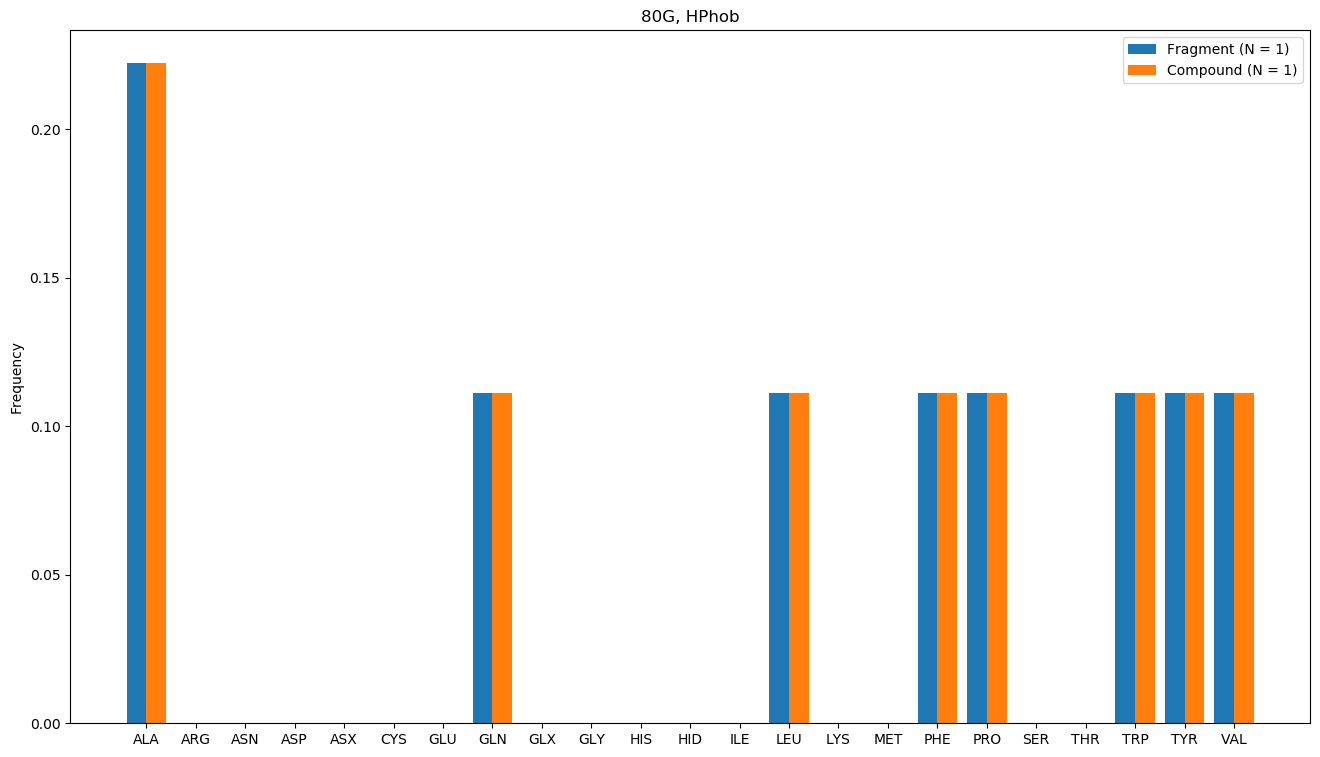 80G, HPhob
Fragment (N = 1)
Compound (N = 1)
Frequency
0.20
0.15
0.10
0.05
0.00
ALA ARG ASN ASP ASX CYS GLU GLN GLX GLY HIS HID ILE LEU LYS MET PHE PRO SER THR TRP TYR VAL